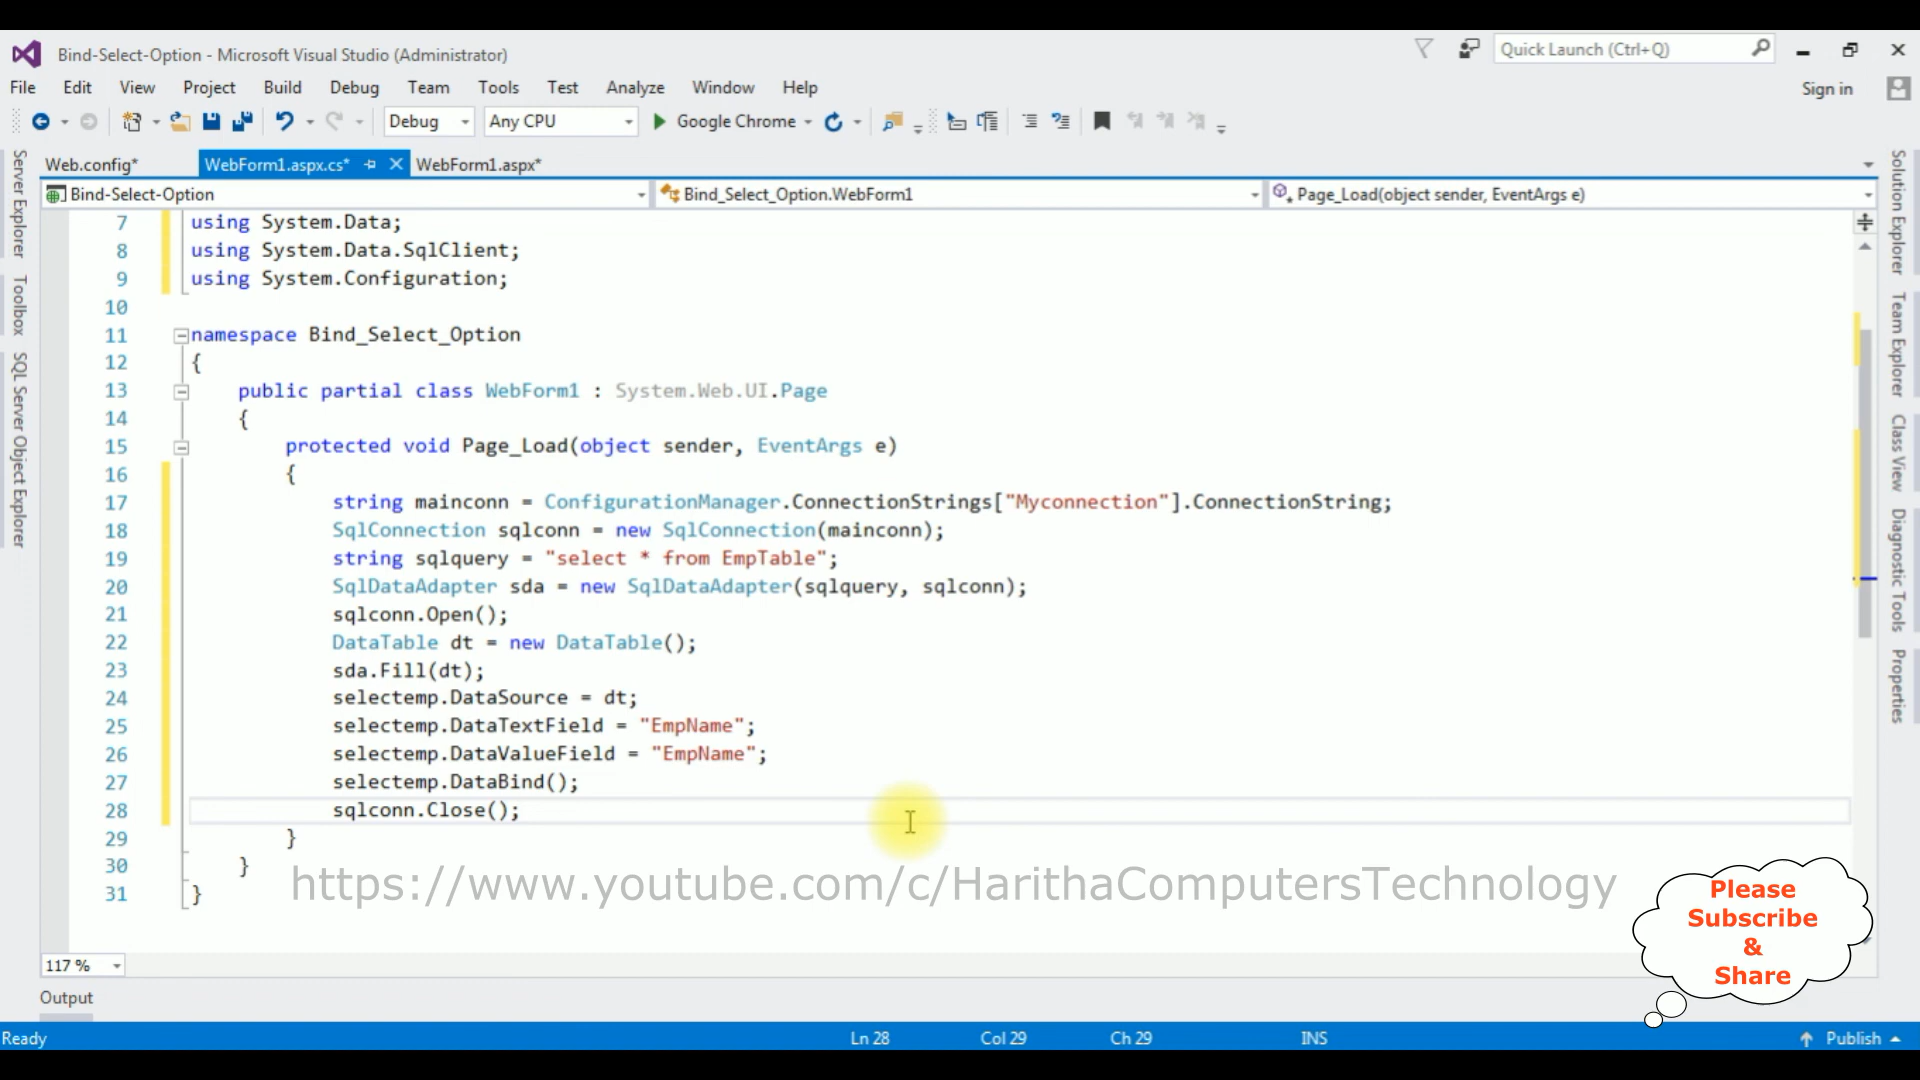 Bind-Select-Option - Microsoft Visual Studio (Administrator)
Quick Launch (Ctrl+Q)
File Edit View Project Build Debug Team Tools Test Analyze Window Help
Sign in
Debug Any CPU Google Chrome
Web.config* WebForm1.aspx.cs* WebForm1.aspx*
Bind-Select-Option Bind_Select_Option.WebForm1 Page_Load(object sender, EventArgs e)
Server Explorer
Toolbox
SQL Server Object Explorer
7 using System.Data;
8 using System.Data.SqlClient;
9 using System.Configuration;
10
11 namespace Bind_Select_Option
12 {
13 public partial class WebForm1 : System.Web.UI.Page
14 {
15 protected void Page_Load(object sender, EventArgs e)
16 {
17 string mainconn = ConfigurationManager.ConnectionStrings["Myconnection"].ConnectionString;
18 SqlConnection sqlconn = new SqlConnection(mainconn);
19 string sqlquery = "select * from EmpTable";
20 SqlDataAdapter sda = new SqlDataAdapter(sqlquery, sqlconn);
21 sqlconn.Open();
22 DataTable dt = new DataTable();
23 sda.Fill(dt);
24 selectemp.DataSource = dt;
25 selectemp.DataTextField = "EmpName";
26 selectemp.DataValueField = "EmpName";
27 selectemp.DataBind();
28 sqlconn.Close();
29 }
30 }
31 }
https://www.youtube.com/c/HarithaComputersTechnology
Solution Explorer
Team Explorer
Class View
Diagnostic Tools
Properties
Please
Subscribe
&
Share
117 %
Output
Ready Ln 28 Col 29 Ch 29 INS Publish